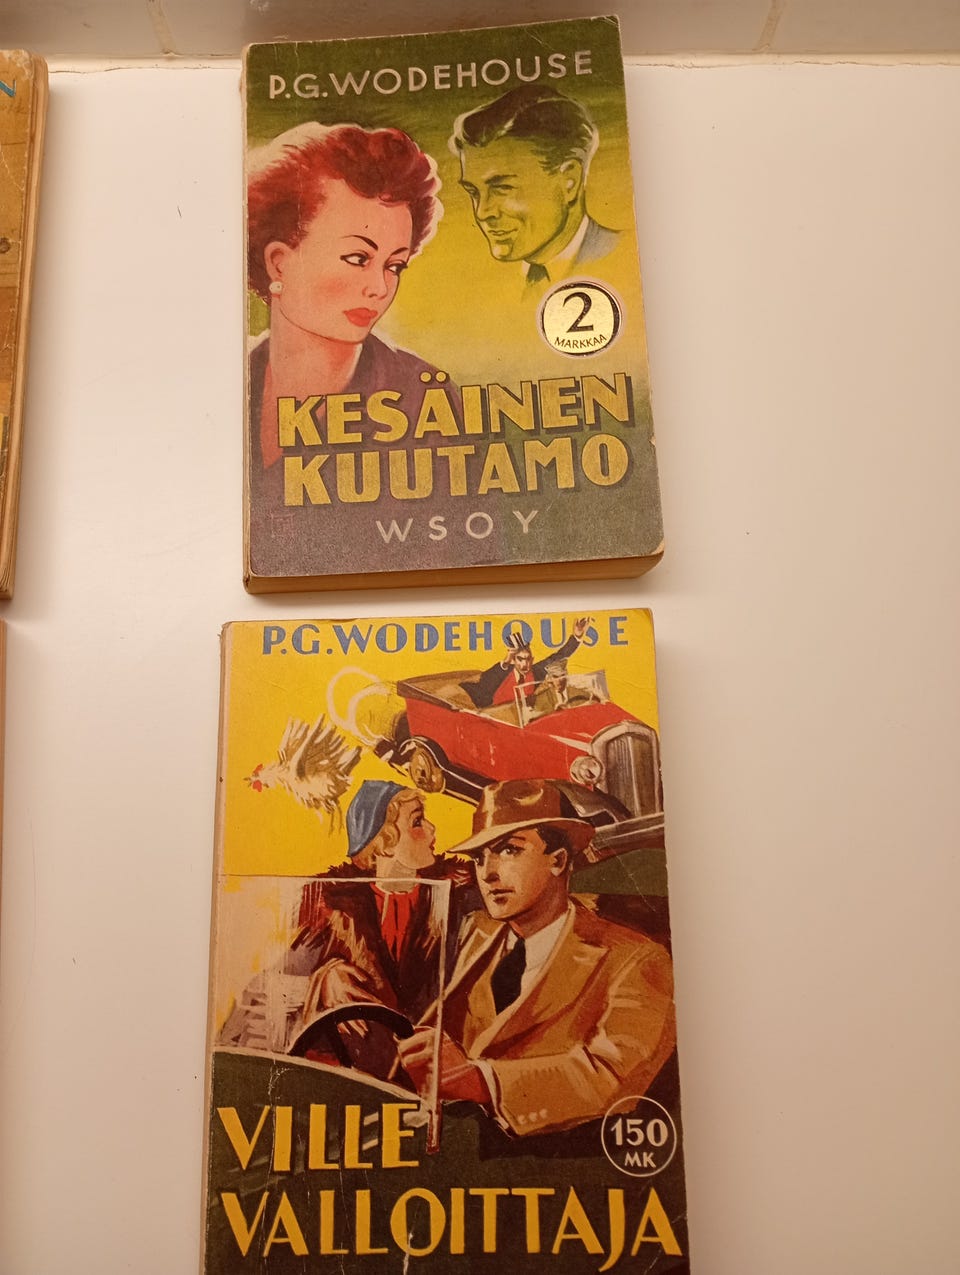 P.G.WODEHOUSE
2
MARKKAA
KESÄINEN
KUUTAMO
WSOY
P.G.WODEHOUSE
VILLE
150
MK
VALLOITTAJA